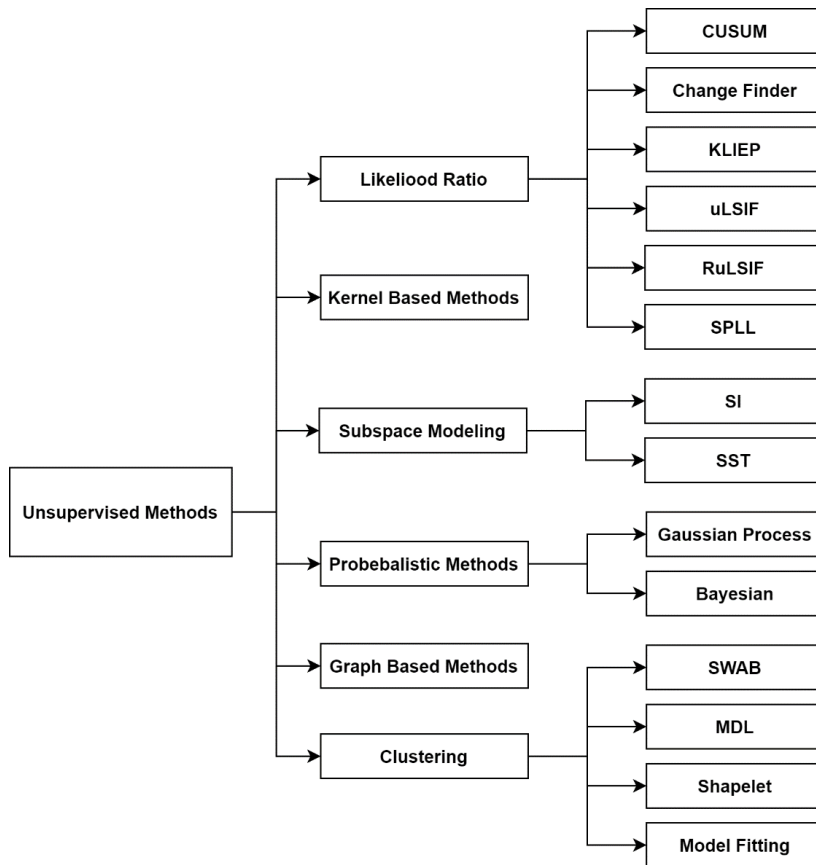 CUSUM
Change Finder
KLIEP
Likeliood Ratio
uLSIF
RuLSIF
Kernel Based Methods
SPLL
SI
Subspace Modeling
SST
Unsupervised Methods
Gaussian Process
Probebalistic Methods
Bayesian
Graph Based Methods
SWAB
MDL
Clustering
Shapelet
Model Fitting